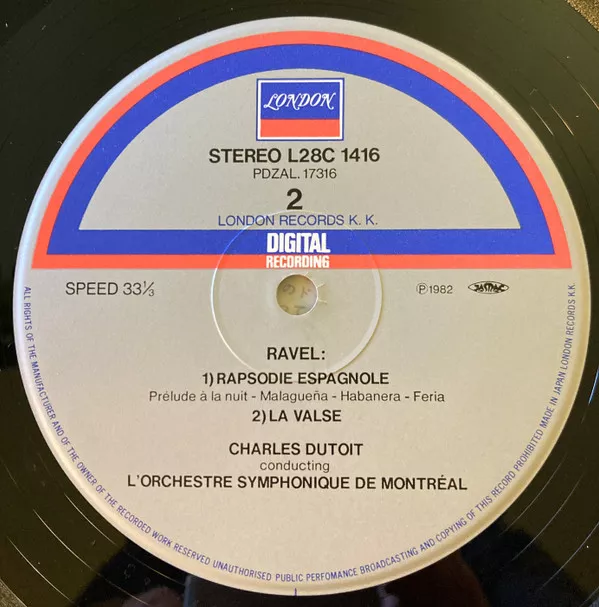 LONDON
STEREO L28C 1416
PDZAL. 17316
2
LONDON RECORDS K. K.
DIGITAL
RECORDING
SPEED 33⅓
Ⓟ1982
JASRAC
RAVEL:
1) RAPSODIE ESPAGNOLE
Prélude à la nuit - Malagueña - Habanera - Feria
2) LA VALSE
CHARLES DUTOIT
conducting
L'ORCHESTRE SYMPHONIQUE DE MONTRÉAL
ALL RIGHTS OF THE MANUFACTURER AND OF THE OWNER OF THE RECORDED WORK RESERVED UNAUTHORISED PUBLIC PERFOMANCE BROADCASTING AND COPYING OF THIS RECORD PROHIBITED MADE IN JAPAN LONDON RECORDS K.K.